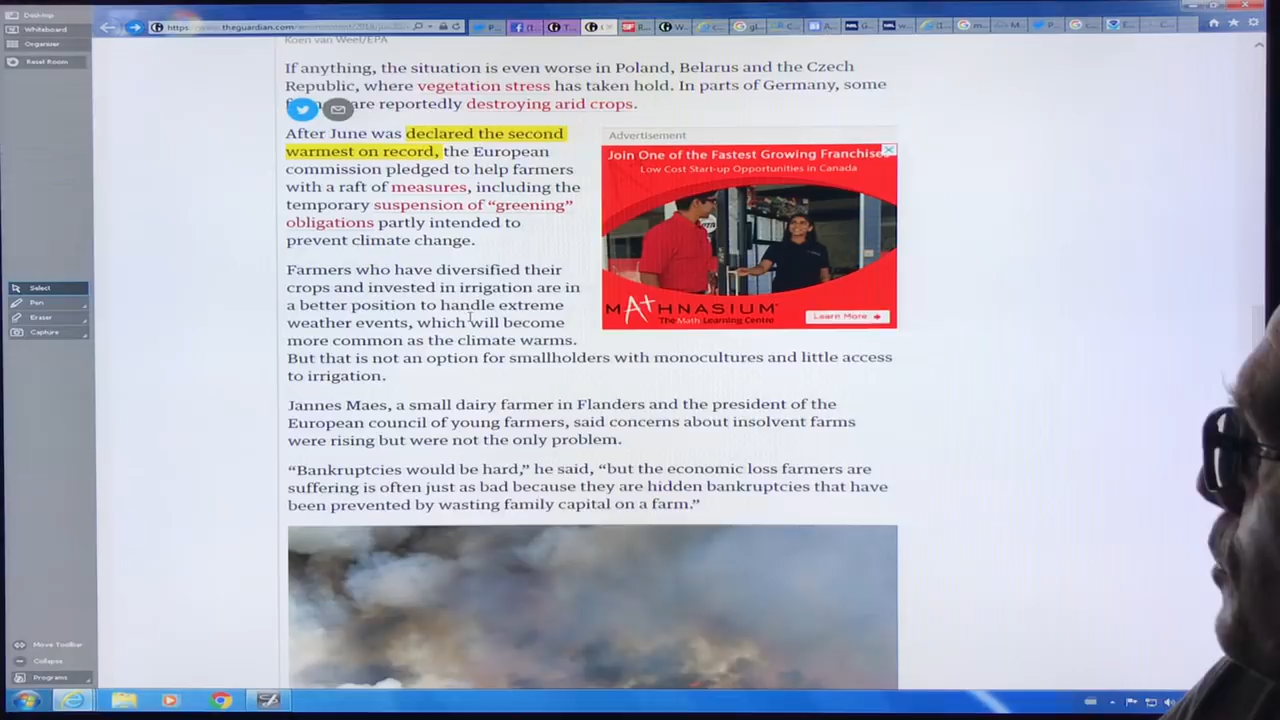 Desktop
Whiteboard
Organizer
Reset Room
https
theguardian.com
Koen van Weel/EPA
If anything, the situation is even worse in Poland, Belarus and the Czech
Republic, where vegetation stress has taken hold. In parts of Germany, some
are reportedly destroying arid crops.
After June was declared the second
warmest on record, the European
commission pledged to help farmers
with a raft of measures, including the
temporary suspension of “greening”
obligations partly intended to
prevent climate change.
Advertisement
Join One of the Fastest Growing Franchise
Low Cost Start-up Opportunities in Canada
MATHNASIUM
The Math Learning Centre
Learn More
Farmers who have diversified their
crops and invested in irrigation are in
a better position to handle extreme
weather events, which will become
more common as the climate warms.
But that is not an option for smallholders with monocultures and little access
to irrigation.
Jannes Maes, a small dairy farmer in Flanders and the president of the
European council of young farmers, said concerns about insolvent farms
were rising but were not the only problem.
“Bankruptcies would be hard,” he said, “but the economic loss farmers are
suffering is often just as bad because they are hidden bankruptcies that have
been prevented by wasting family capital on a farm.”
Select
Pen
Eraser
Capture
Move Toolbar
Collapse
Programs